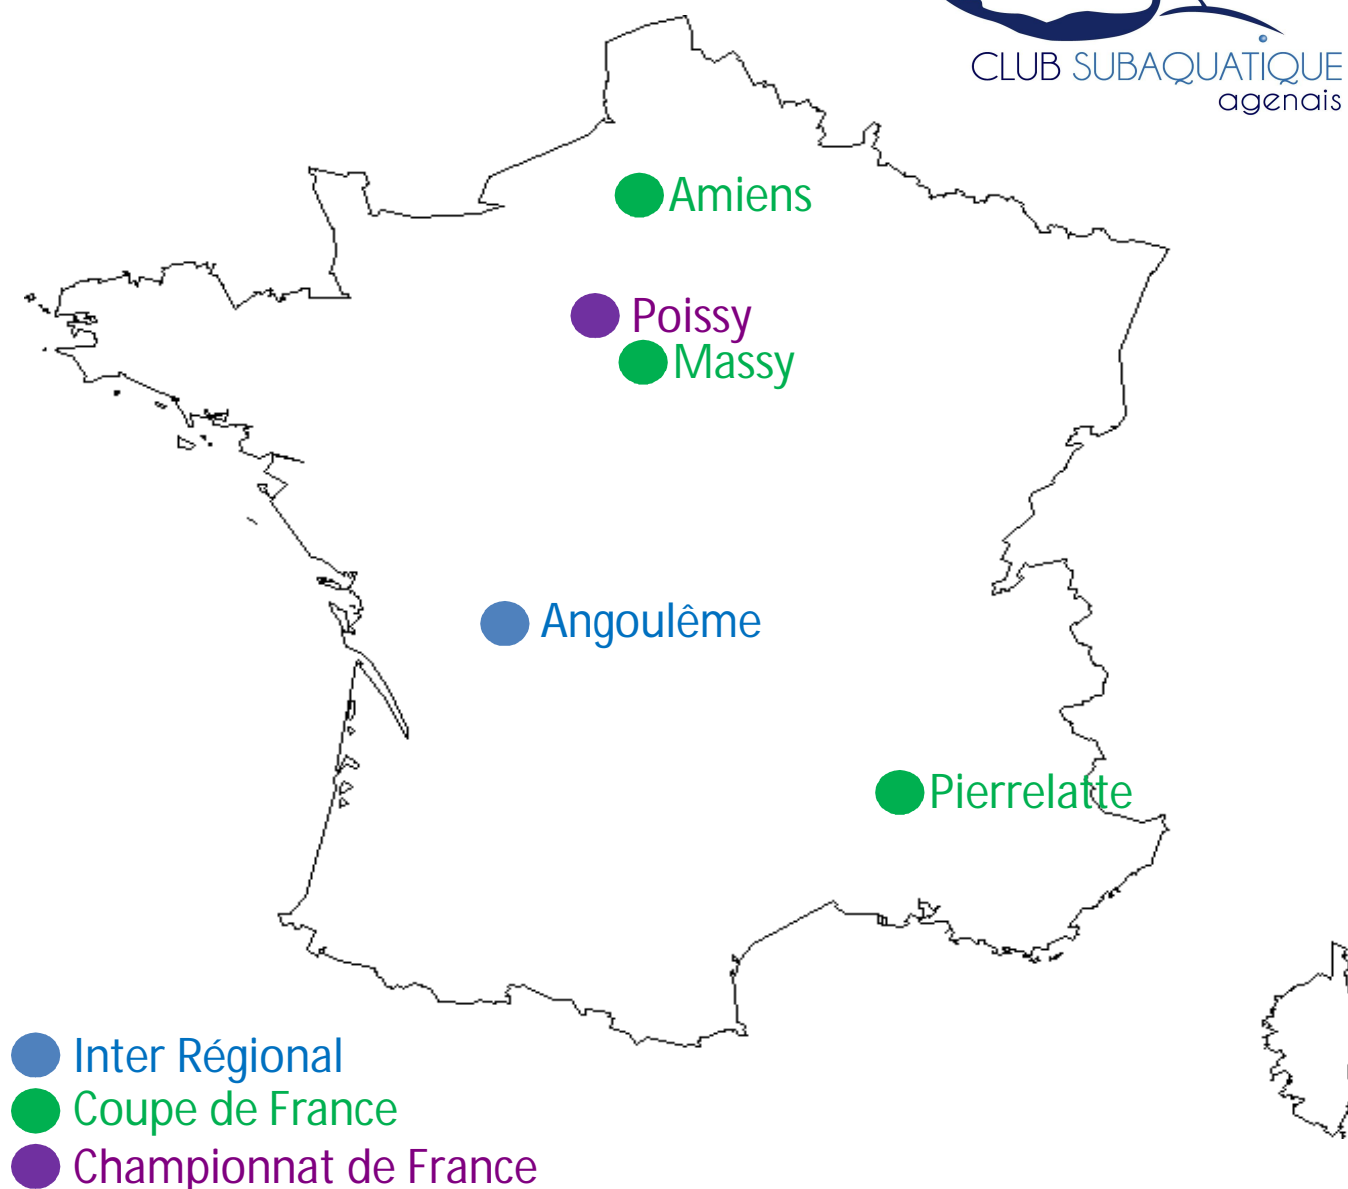 CLUB SUBAQUATIQUE
agenais
Amiens
Poissy
Massy
Angoulême
Pierrelatte
Inter Régional
Coupe de France
Championnat de France